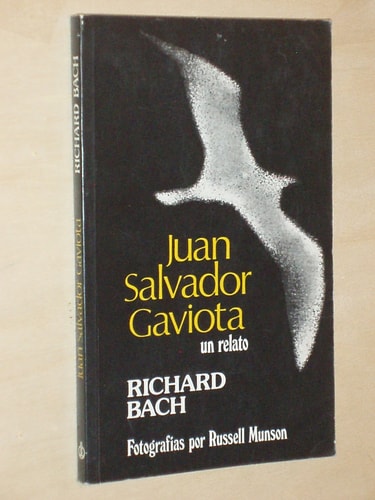 Juan
Salvador
Gaviota
un relato
RICHARD
BACH
Fotografías por Russell Munson
Juan Salvador Gaviota
RICHARD BACH